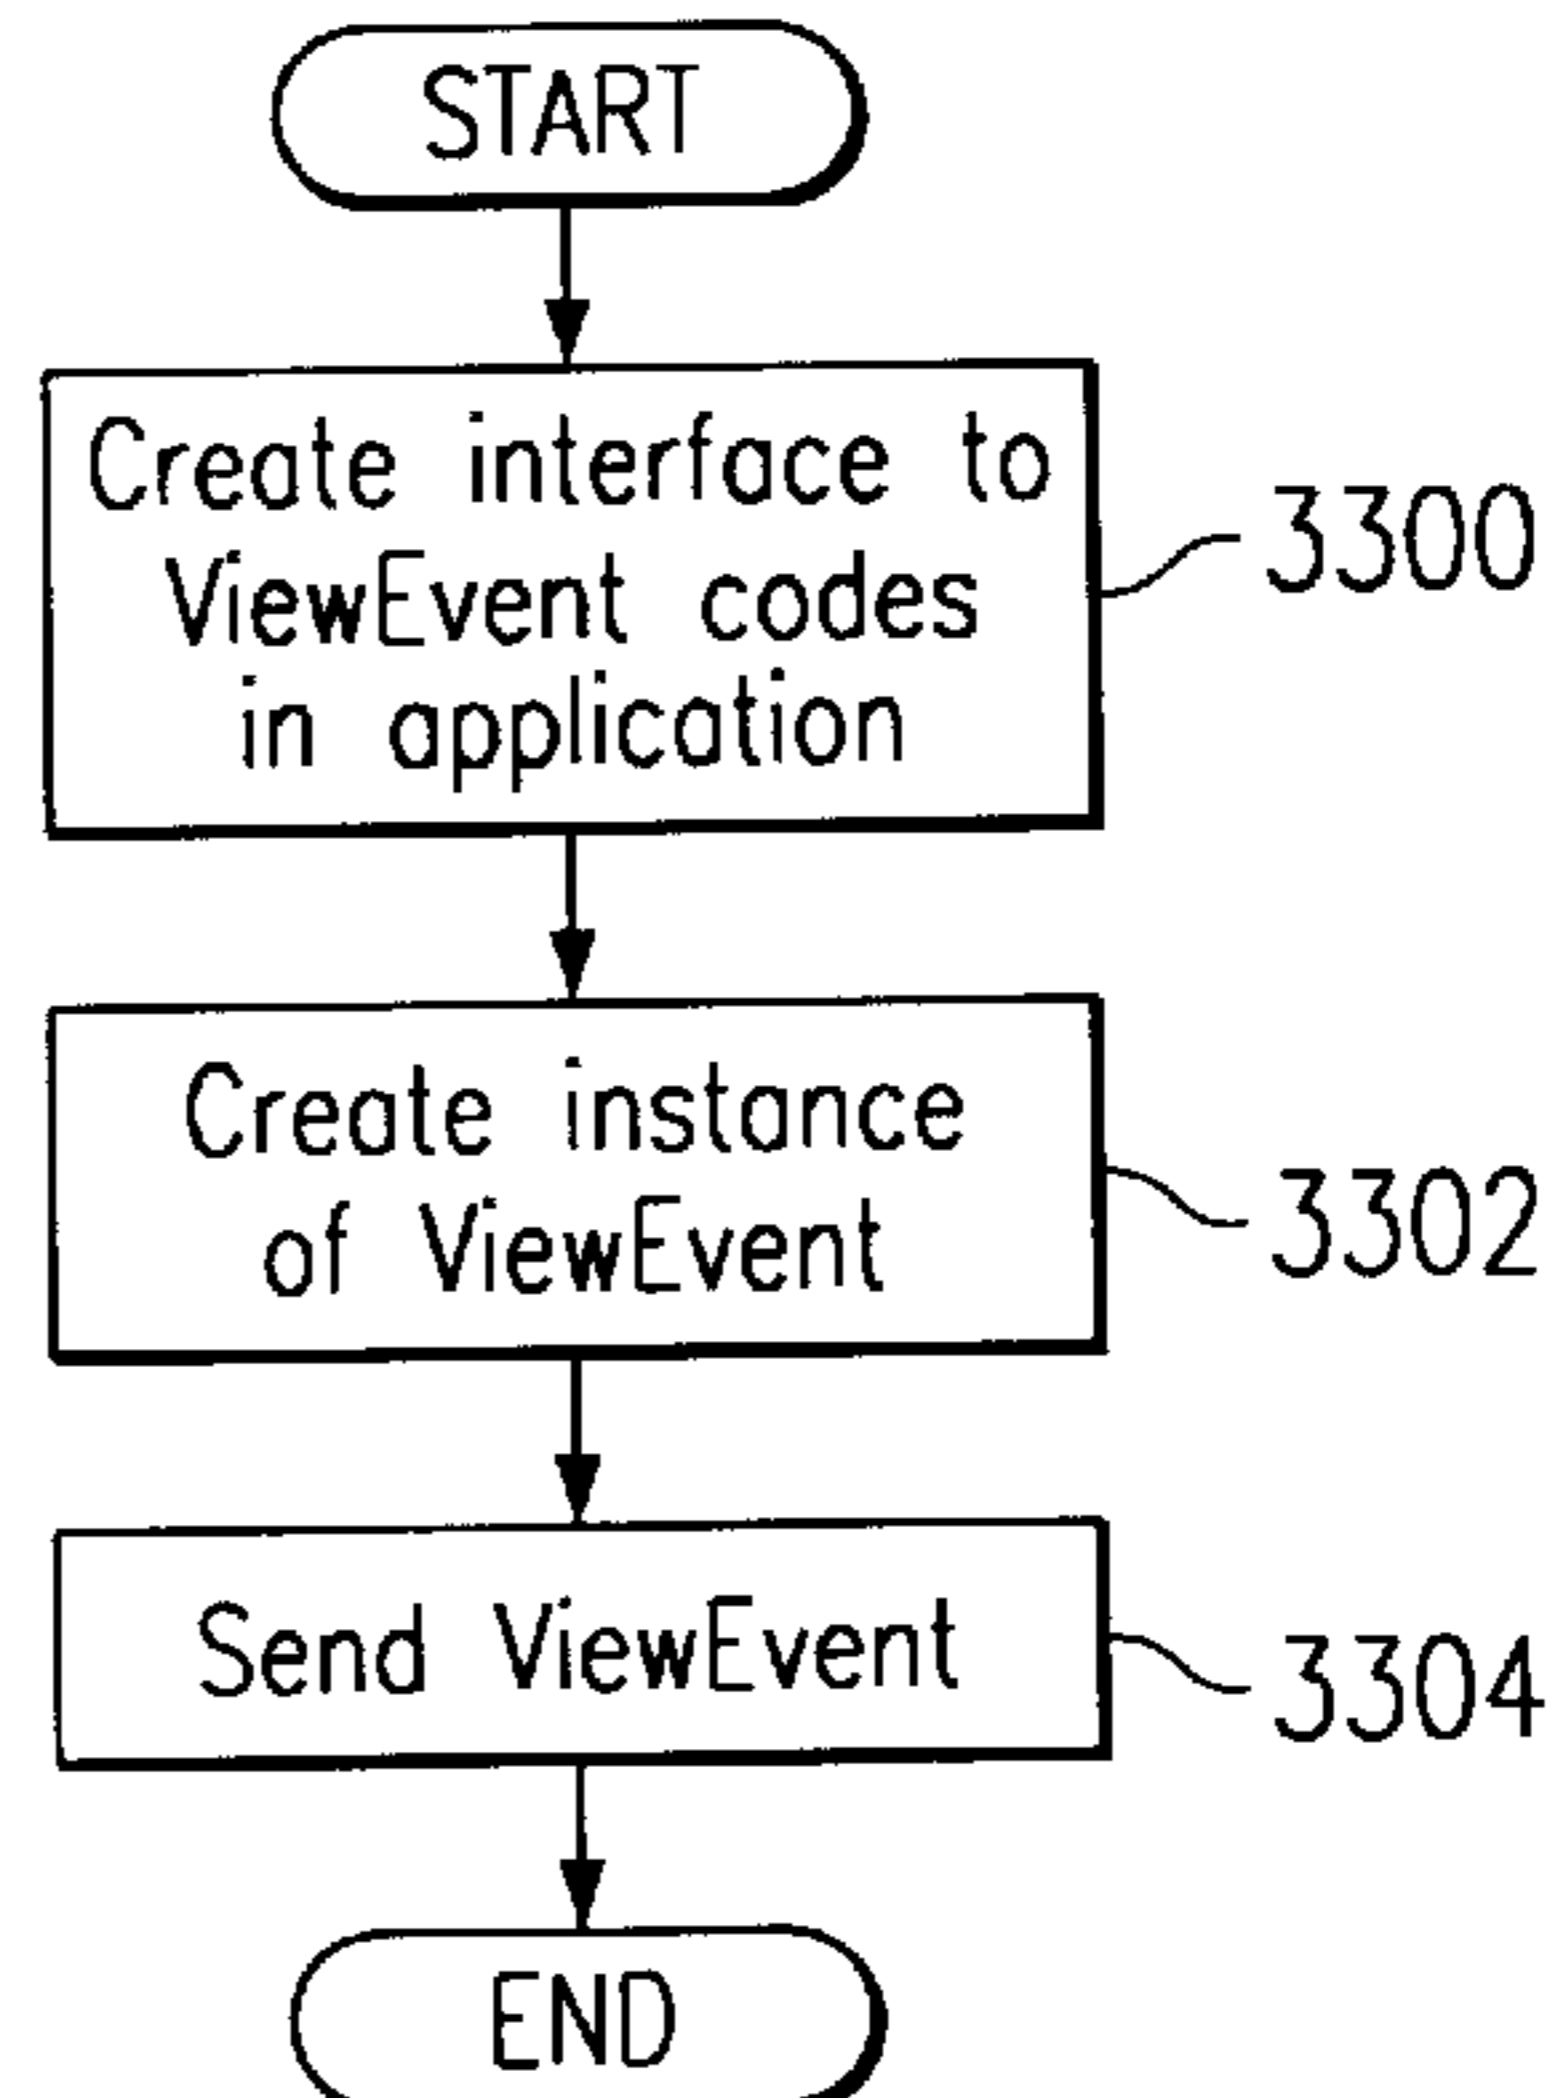 START
Create interface to
ViewEvent codes
in application
3300
Create instance
of ViewEvent
3302
Send ViewEvent
3304
END